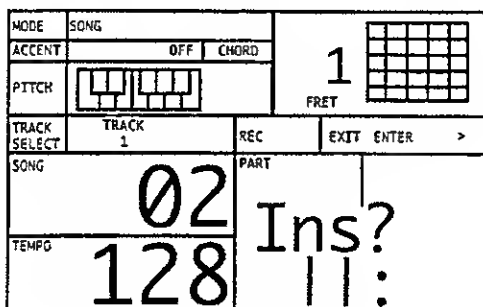 MODE SONG
ACCENT OFF CHORD
PITCH
1
FRET
TRACK SELECT
TRACK 1
REC EXIT ENTER >
SONG
02
PART
Ins?
TEMPO
128